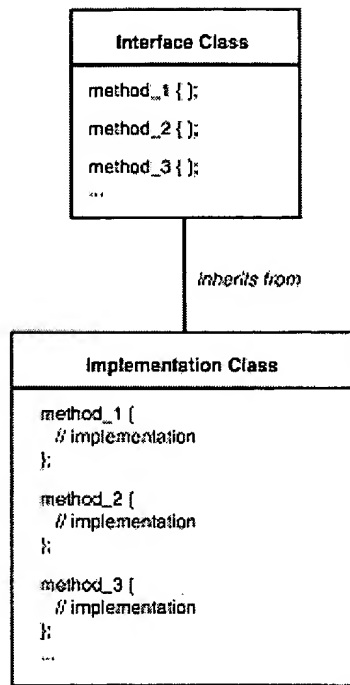 Interface Class
method_1 { };
method_2 { };
method_3 { };
...
inherits from
Implementation Class
method_1 {
// implementation
};
method_2 {
// implementation
};
method_3 {
// implementation
};
...